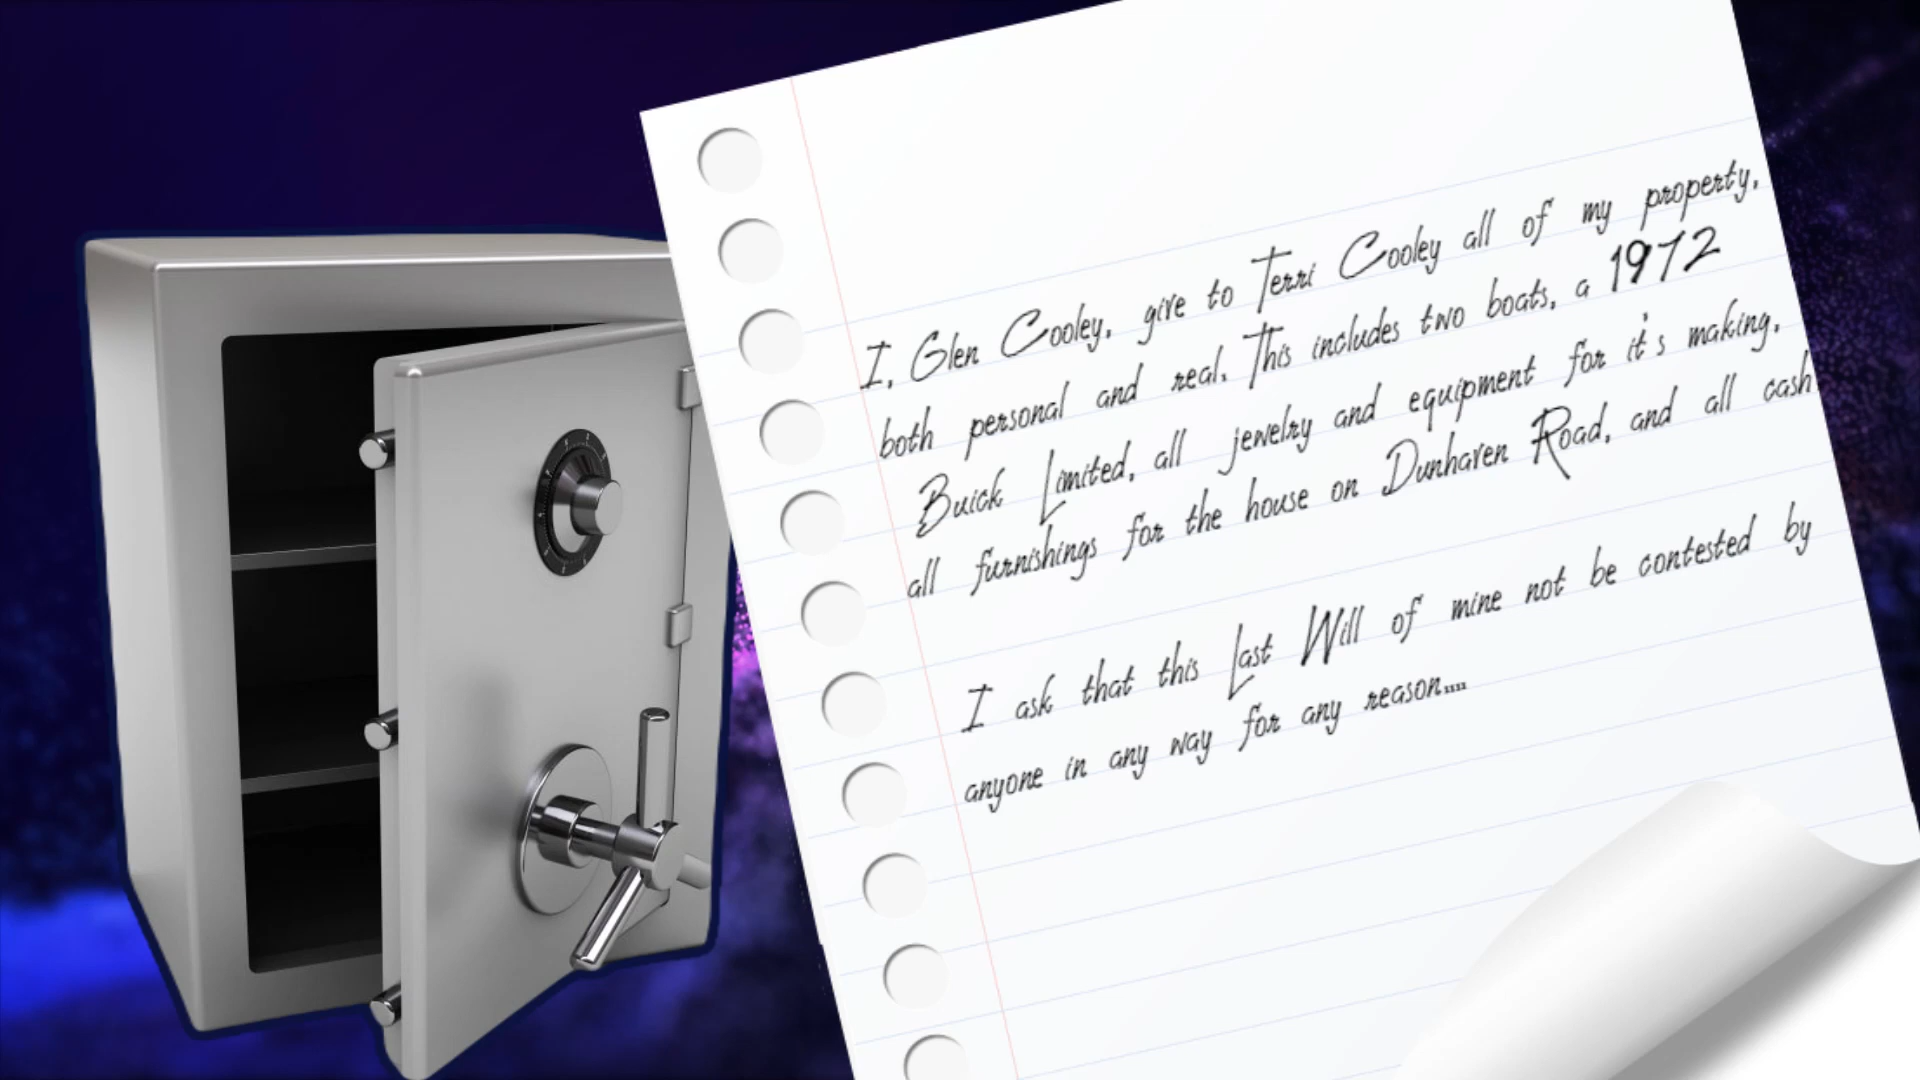 I, Glen Cooley, give to Terri Cooley all of my property,
both personal and real. This includes two boats, a 1972
Buick Limited, all jewelry and equipment for it's making,
all furnishings for the house on Dunhaven Road, and all cash
I ask that this Last Will of mine not be contested by
anyone in any way for any reason....